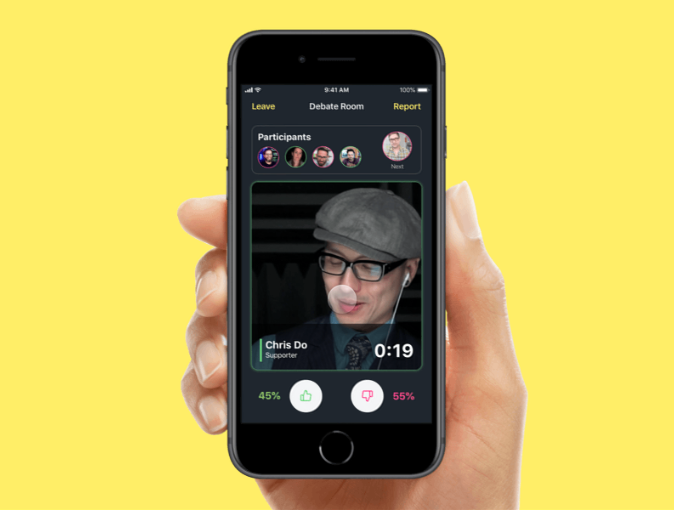 9:41 AM
100%
Leave
Debate Room
Report
Participants
Next
Chris Do
Supporter
0:19
45%
55%